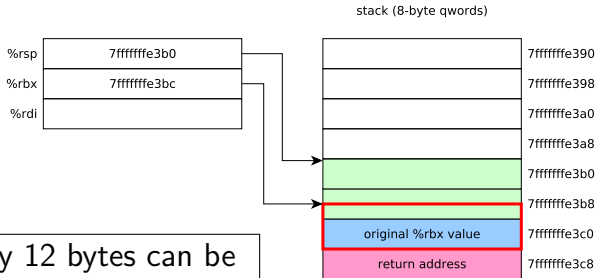 stack (8-byte qwords)
%rsp 7fffffffe3b0 7fffffffe390
%rbx 7fffffffe3bc 7fffffffe398
%rdi 7fffffffe3a0
7fffffffe3a8
7fffffffe3b0
7fffffffe3b8
original %rbx value 7fffffffe3c0
y 12 bytes can be
return address 7fffffffe3c8